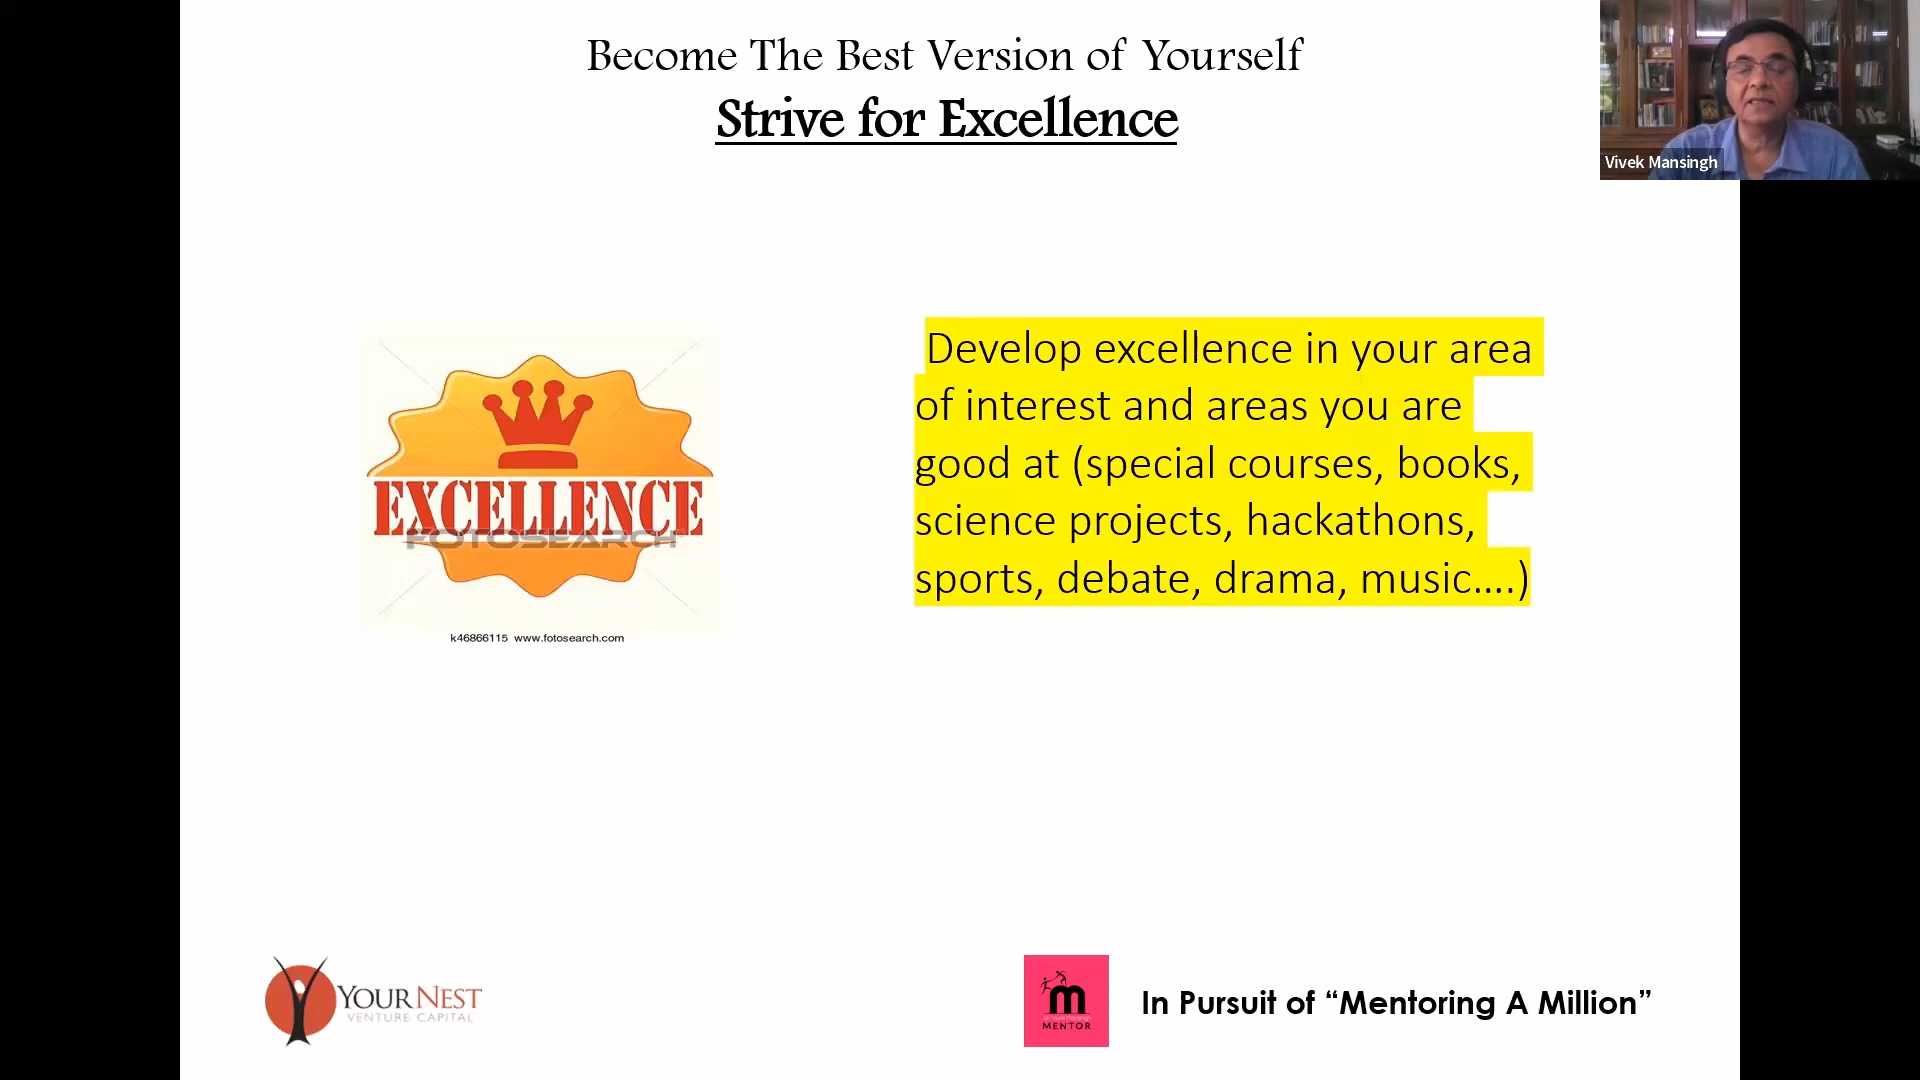 Become The Best Version of Yourself
Strive for Excellence
Vivek Mansingh
EXCELLENCE
FOTOSEARCH
k46866115 www.fotosearch.com
Develop excellence in your area
of interest and areas you are
good at (special courses, books,
science projects, hackathons,
sports, debate, drama, music....)
YOURNEST
VENTURE CAPITAL
m
MENTOR
In Pursuit of “Mentoring A Million”